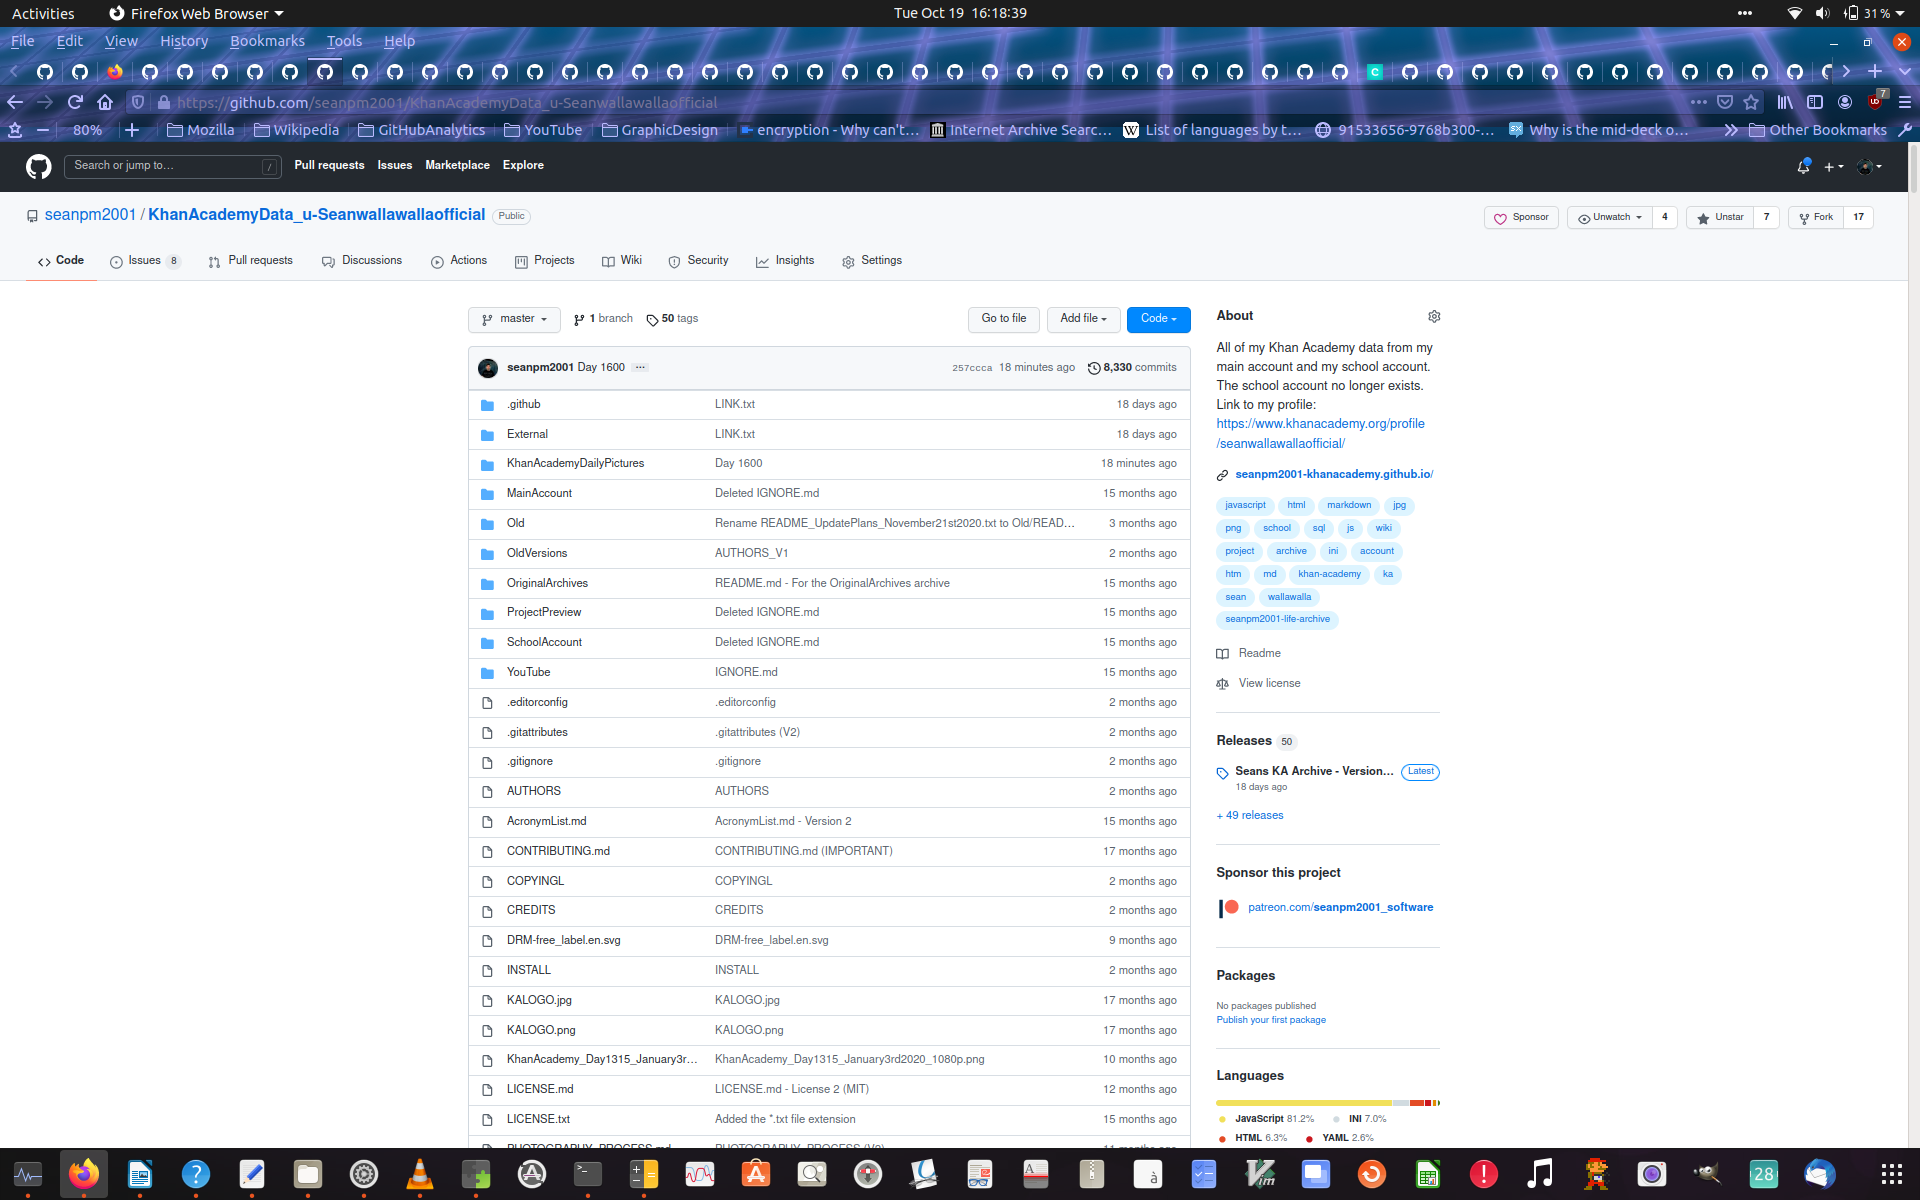 Activities Firefox Web Browser Tue Oct 19 16:18:39 31%
File Edit View History Bookmarks Tools Help
https://github.com/seanpm2001/KhanAcademyData_u-Seanwallawallaofficial 7
80% Mozilla Wikipedia GitHubAnalytics YouTube GraphicDesign encryption - Why can't... Internet Archive Searc... List of languages by t... 91533656-9768b300-... Why is the mid-deck o... Other Bookmarks
Search or jump to... / Pull requests Issues Marketplace Explore
seanpm2001 / KhanAcademyData_u-Seanwallawallaofficial Public Sponsor Unwatch 4 Unstar 7 Fork 17
Code Issues 8 Pull requests Discussions Actions Projects Wiki Security Insights Settings
master 1 branch 50 tags Go to file Add file Code
seanpm2001 Day 1600 ... 257ccca 18 minutes ago 8,330 commits
.github LINK.txt 18 days ago
External LINK.txt 18 days ago
KhanAcademyDailyPictures Day 1600 18 minutes ago
MainAccount Deleted IGNORE.md 15 months ago
Old Rename README_UpdatePlans_November21st2020.txt to Old/READ... 3 months ago
OldVersions AUTHORS_V1 2 months ago
OriginalArchives README.md - For the OriginalArchives archive 15 months ago
ProjectPreview Deleted IGNORE.md 15 months ago
SchoolAccount Deleted IGNORE.md 15 months ago
YouTube IGNORE.md 15 months ago
.editorconfig .editorconfig 2 months ago
.gitattributes .gitattributes (V2) 2 months ago
.gitignore .gitignore 2 months ago
AUTHORS AUTHORS 2 months ago
AcronymList.md AcronymList.md - Version 2 15 months ago
CONTRIBUTING.md CONTRIBUTING.md (IMPORTANT) 17 months ago
COPYINGL COPYINGL 2 months ago
CREDITS CREDITS 2 months ago
DRM-free_label.en.svg DRM-free_label.en.svg 9 months ago
INSTALL INSTALL 2 months ago
KALOGO.jpg KALOGO.jpg 17 months ago
KALOGO.png KALOGO.png 17 months ago
KhanAcademy_Day1315_January3r... KhanAcademy_Day1315_January3rd2020_1080p.png 10 months ago
LICENSE.md LICENSE.md - License 2 (MIT) 12 months ago
LICENSE.txt Added the *.txt file extension 15 months ago
About
All of my Khan Academy data from my
main account and my school account.
The school account no longer exists.
Link to my profile:
https://www.khanacademy.org/profile
/seanwallawallaofficial/
seanpm2001-khanacademy.github.io/
javascript html markdown jpg
png school sql js wiki
project archive ini account
htm md khan-academy ka
sean wallawalla
seanpm2001-life-archive
Readme
View license
Releases 50
Seans KA Archive - Version... Latest
18 days ago
+ 49 releases
Sponsor this project
patreon.com/seanpm2001_software
Packages
No packages published
Publish your first package
Languages
JavaScript 81.2% INI 7.0%
HTML 6.3% YAML 2.6%
28